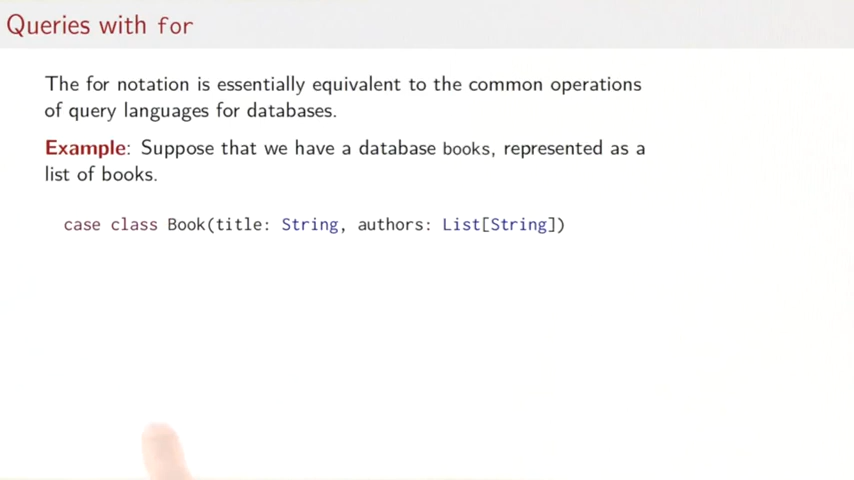 Queries with for
The for notation is essentially equivalent to the common operations
of query languages for databases.
Example: Suppose that we have a database books, represented as a
list of books.
case class Book(title: String, authors: List[String])